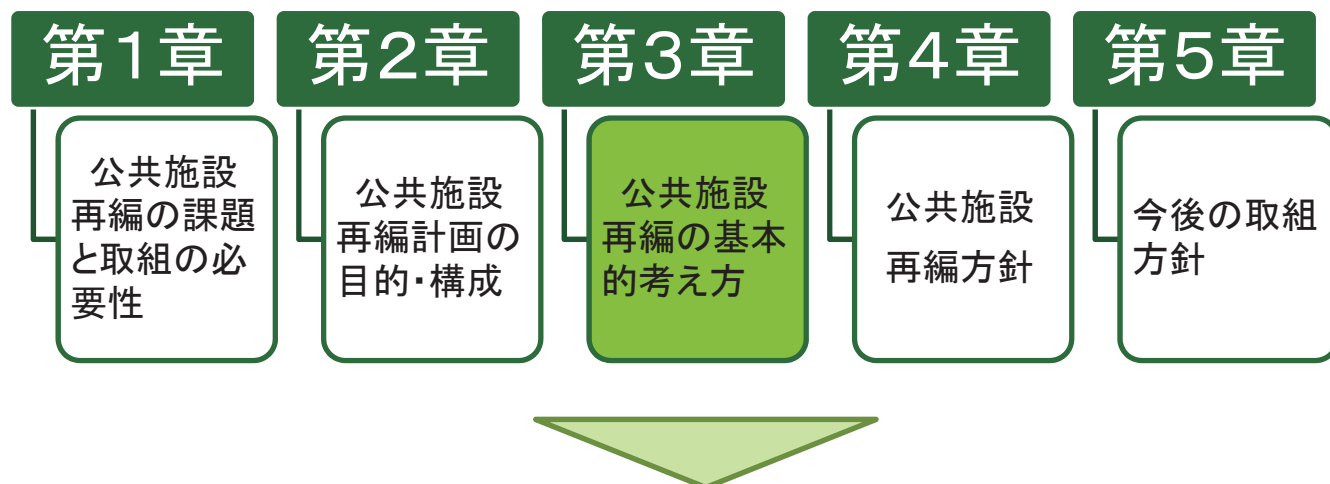 第1章
公共施設
再編の課題
と取組の必
要性
第2章
公共施設
再編計画の
目的・構成
第3章
公共施設
再編の基本
的考え方
第4章
公共施設
再編方針
第5章
今後の取組
方針